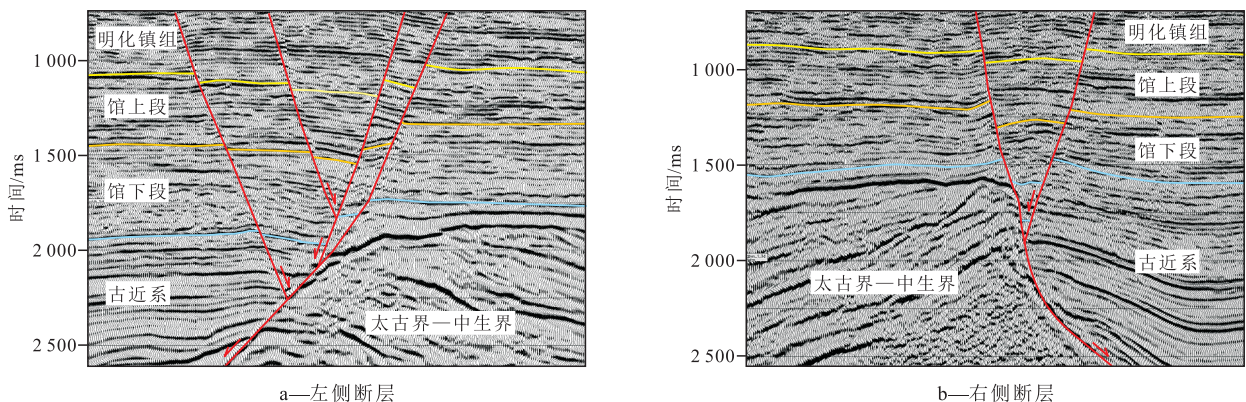 明化镇组
1 000
馆上段
1 500
馆下段
2 000
古近系
太古界—中生界
2 500
时间/ms
a—左侧断层
明化镇组
1 000
馆上段
馆下段
1 500
2 000
古近系
太古界—中生界
2 500
时间/ms
b—右侧断层